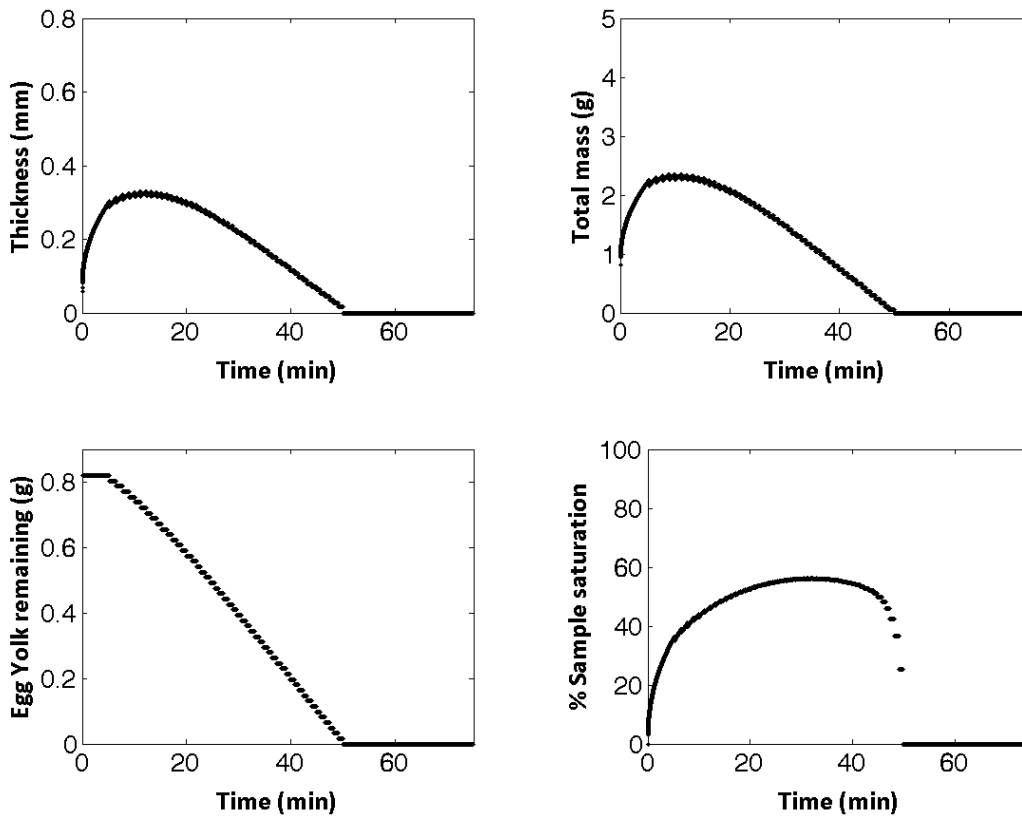 0.8
0.6
0.4
0.2
0
0 20 40 60
Thickness (mm)
Time (min)
5
4
3
2
1
0
0 20 40 60
Total mass (g)
Time (min)
0.8
0.6
0.4
0.2
0
0 20 40 60
Egg Yolk remaining (g)
Time (min)
100
80
60
40
20
0
0 20 40 60
% Sample saturation
Time (min)